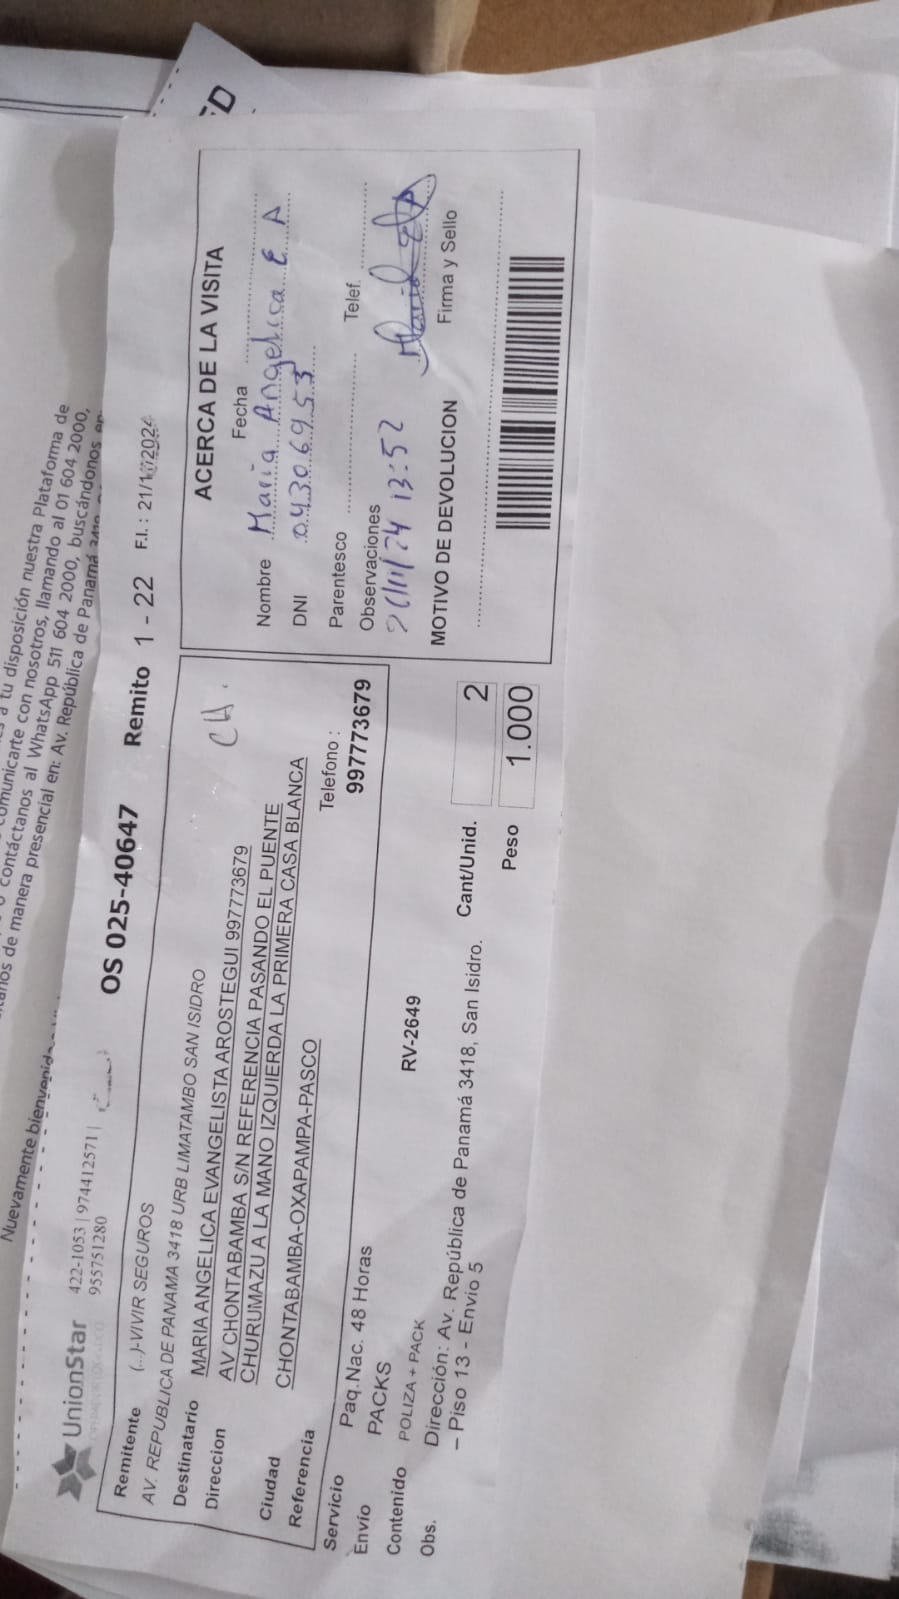 tu disposición nuestra Plataforma de
comunicarte con nosotros, llamando al 01 604 2000,
contáctanos al WhatsApp 511 604 2000, buscándonos en
de manera presencial en: Av. República de Panamá
Nuevamente
UnionStar
422-1053 | 974412571 |
955751280
OS 025-40647 Remito 1 - 22 F.I.: 21/1
Remitente (...)-VIVIR SEGUROS
AV. REPUBLICA DE PANAMA 3418 URB LIMATAMBO SAN ISIDRO
Destinatario MARIA ANGELICA EVANGELISTA AROSTEGUI 997773679
Direccion AV CHONTABAMBA S/N REFERENCIA PASANDO EL PUENTE
CHURUMAZU A LA MANO IZQUIERDA LA PRIMERA CASA BLANCA
Ciudad CHONTABAMBA-OXAPAMPA-PASCO
Referencia
Telefono :
997773679
Servicio Paq.Nac. 48 Horas
Envío PACKS
Contenido POLIZA + PACK RV-2649
Obs. Dirección: Av. República de Panamá 3418, San Isidro.
– Piso 13 - Envio 5
Cant/Unid. 2
Peso 1.000
ACERCA DE LA VISITA
Fecha
Nombre Maria Angelica E A
DNI 04306953
Parentesco Telef.
Observaciones
13:52
MOTIVO DE DEVOLUCION Firma y Sello